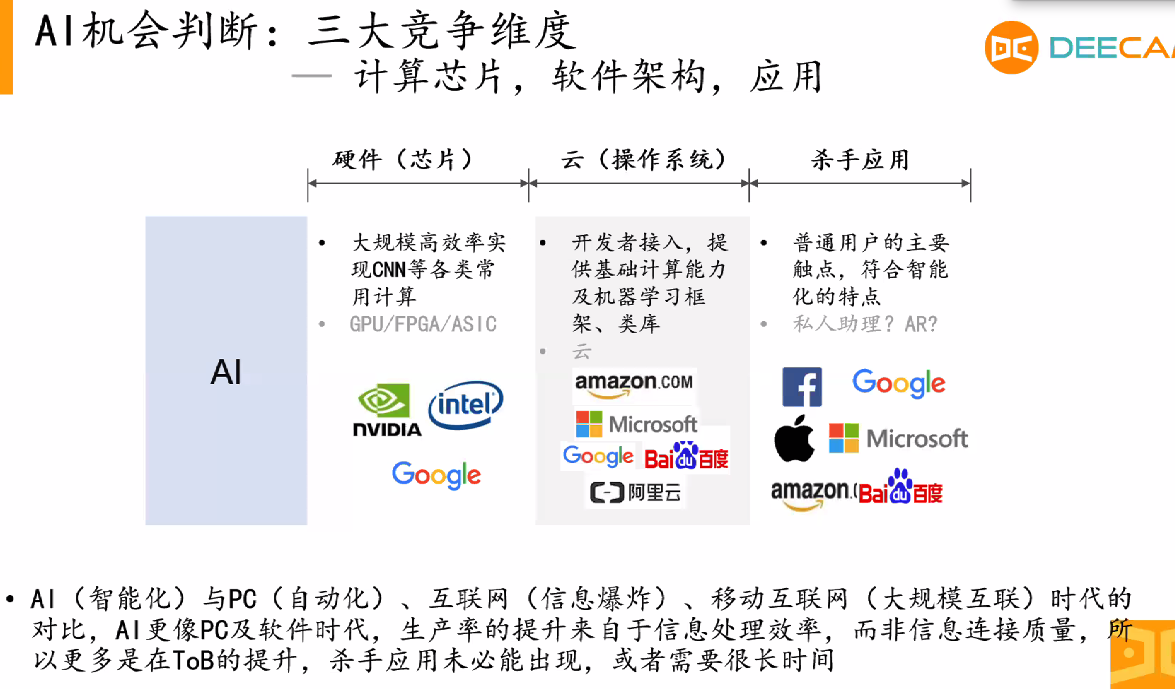 AI机会判断：三大竞争维度
— 计算芯片，软件架构，应用
DEECA
硬件（芯片）
云（操作系统）
杀手应用
AI
• 大规模高效率实
现CNN等各类常
用计算
• GPU/FPGA/ASIC
NVIDIA
intel
Google
• 开发者接入，提
供基础计算能力
及机器学习框
架、类库
• 云
amazon.COM
Microsoft
Google
Bai du 百度
阿里云
• 普通用户的主要
触点，符合智能
化的特点
• 私人助理？AR？
f
Google
Microsoft
amazon.
Bai du 百度
• AI（智能化）与PC（自动化）、互联网（信息爆炸）、移动互联网（大规模互联）时代的
对比，AI更像PC及软件时代，生产率的提升来自于信息处理效率，而非信息连接质量，所
以更多是在ToB的提升，杀手应用未必能出现，或者需要很长时间